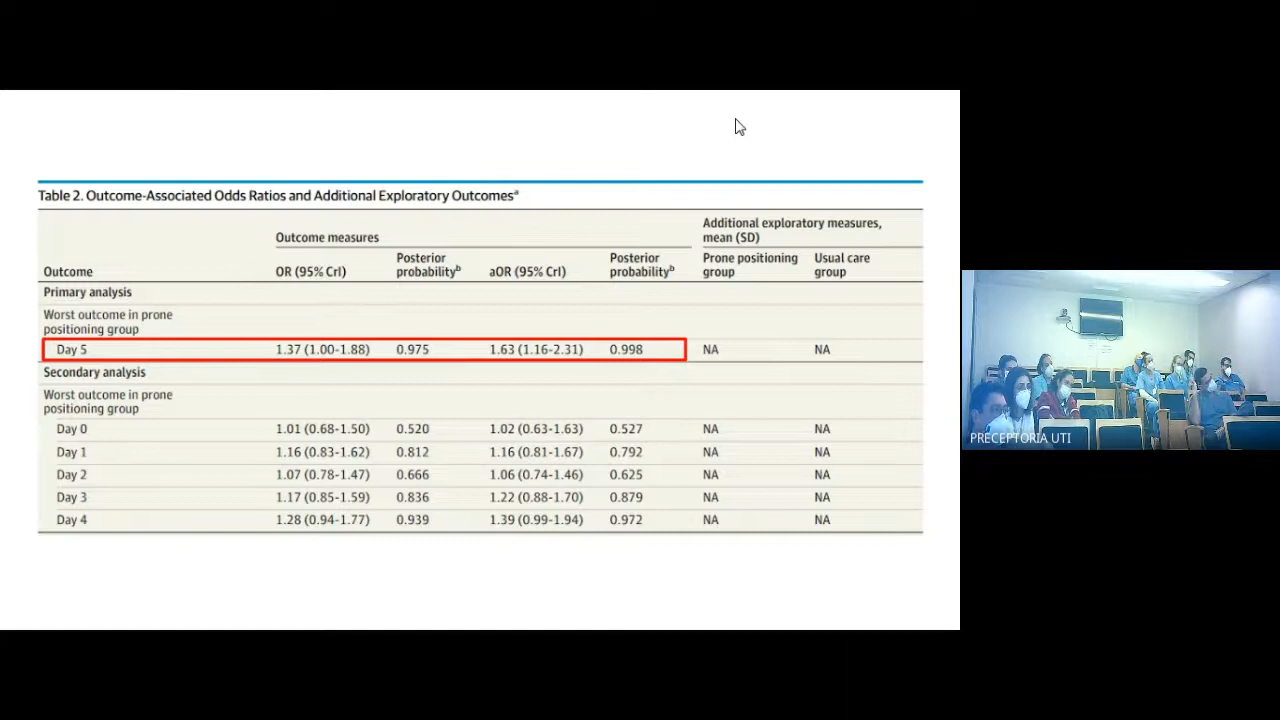 Table 2. Outcome-Associated Odds Ratios and Additional Exploratory Outcomesᵃ
Outcome measures
Additional exploratory measures,
mean (SD)
Outcome
OR (95% CrI)
Posterior
probabilityᵇ
aOR (95% CrI)
Posterior
probabilityᵇ
Prone positioning
group
Usual care
group
Primary analysis
Worst outcome in prone
positioning group
Day 5 1.37 (1.00-1.88) 0.975 1.63 (1.16-2.31) 0.998 NA NA
Secondary analysis
Worst outcome in prone
positioning group
Day 0 1.01 (0.68-1.50) 0.520 1.02 (0.63-1.63) 0.527 NA NA
Day 1 1.16 (0.83-1.62) 0.812 1.16 (0.81-1.67) 0.792 NA NA
Day 2 1.07 (0.78-1.47) 0.666 1.06 (0.74-1.46) 0.625 NA NA
Day 3 1.17 (0.85-1.59) 0.836 1.22 (0.88-1.70) 0.879 NA NA
Day 4 1.28 (0.94-1.77) 0.939 1.39 (0.99-1.94) 0.972 NA NA
PRECEPTORIA UTI